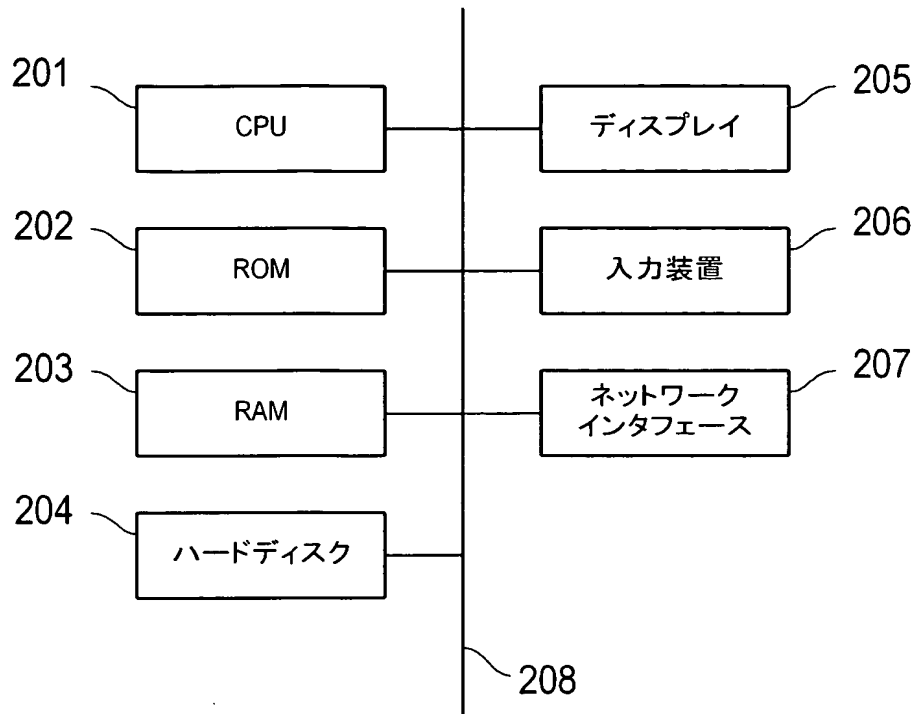 201
CPU
205
ディスプレイ
202
ROM
206
入力装置
203
RAM
207
ネットワーク
インタフェース
204
ハードディスク
208